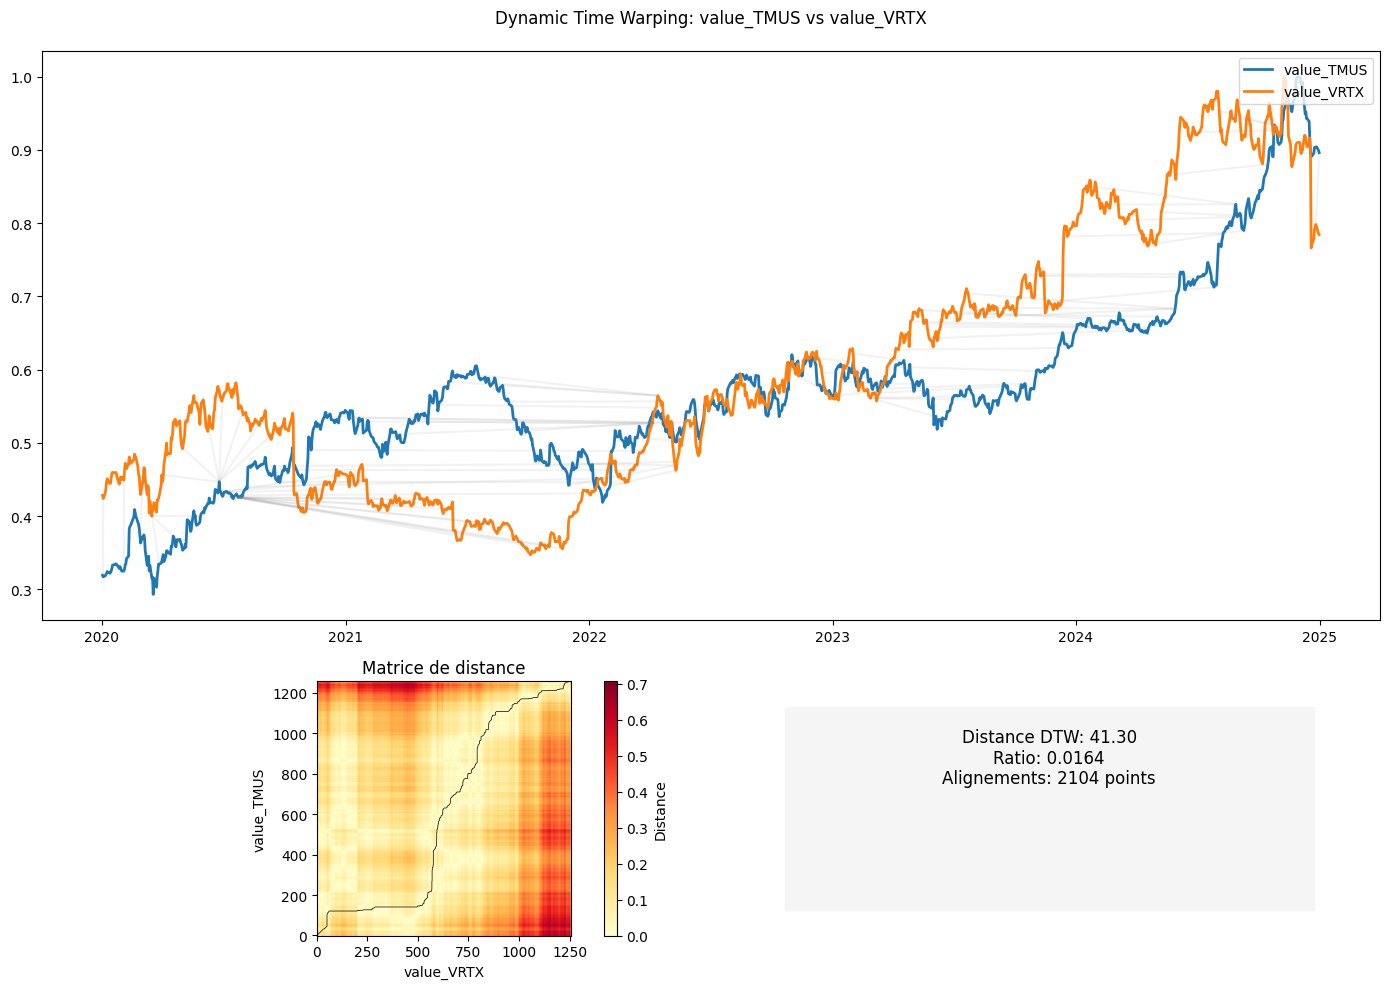 Dynamic Time Warping: value_TMUS vs value_VRTX
value_TMUS
value_VRTX
1.0
0.9
0.8
0.7
0.6
0.5
0.4
0.3
2020 2021 2022 2023 2024 2025
Matrice de distance
value_TMUS
1200
1000
800
600
400
200
0
0 250 500 750 1000 1250
value_VRTX
0.7
0.6
0.5
0.4
0.3
0.2
0.1
0.0
Distance
Distance DTW: 41.30
Ratio: 0.0164
Alignements: 2104 points